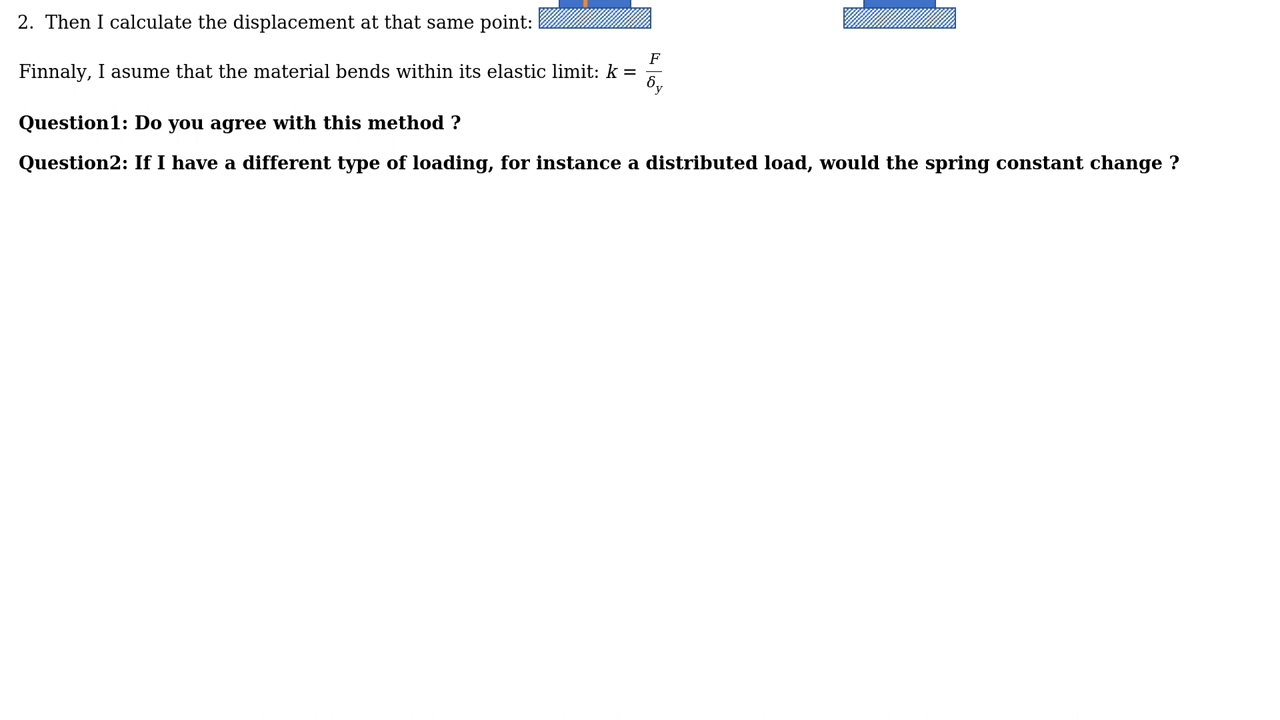 2. Then I calculate the displacement at that same point:
Finnaly, I asume that the material bends within its elastic limit: k = F/δ_y
Question1: Do you agree with this method ?
Question2: If I have a different type of loading, for instance a distributed load, would the spring constant change ?